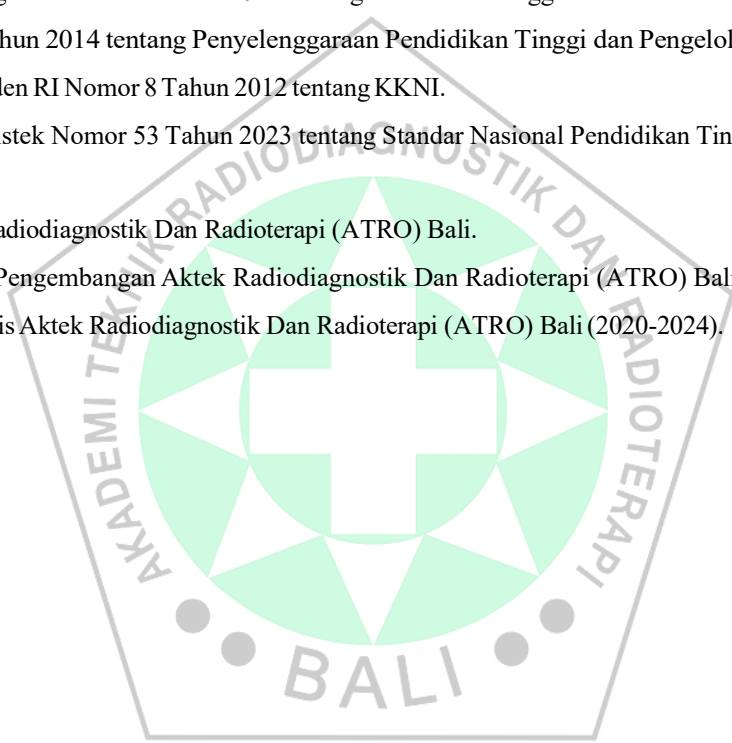 ahun 2014 tentang Penyelenggaraan Pendidikan Tinggi dan Pengelol
den RI Nomor 8 Tahun 2012 tentang KKNI.
stek Nomor 53 Tahun 2023 tentang Standar Nasional Pendidikan Tin
adiodiagnostik Dan Radioterapi (ATRO) Bali.
Pengembangan Aktek Radiodiagnostik Dan Radioterapi (ATRO) Bali
is Aktek Radiodiagnostik Dan Radioterapi (ATRO) Bali (2020-2024).
AKADEMI TEKNIK RADIODIAGNOSTIK DAN RADIOTERAPI
BALI